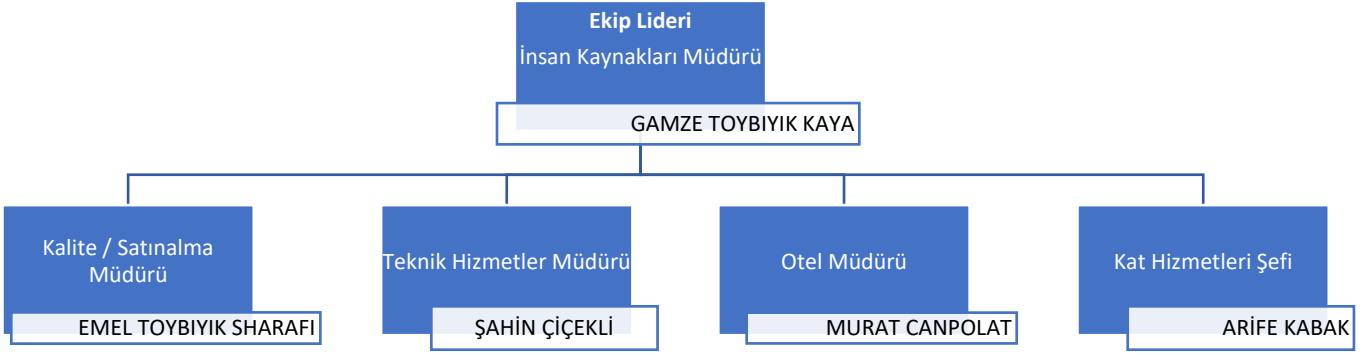 Ekip Lideri
İnsan Kaynakları Müdürü
GAMZE TOYBIYIK KAYA
Kalite / Satınalma
Müdürü
EMEL TOYBIYIK SHARAFI
Teknik Hizmetler Müdürü
ŞAHİN ÇİÇEKLİ
Otel Müdürü
MURAT CANPOLAT
Kat Hizmetleri Şefi
ARİFE KABAK